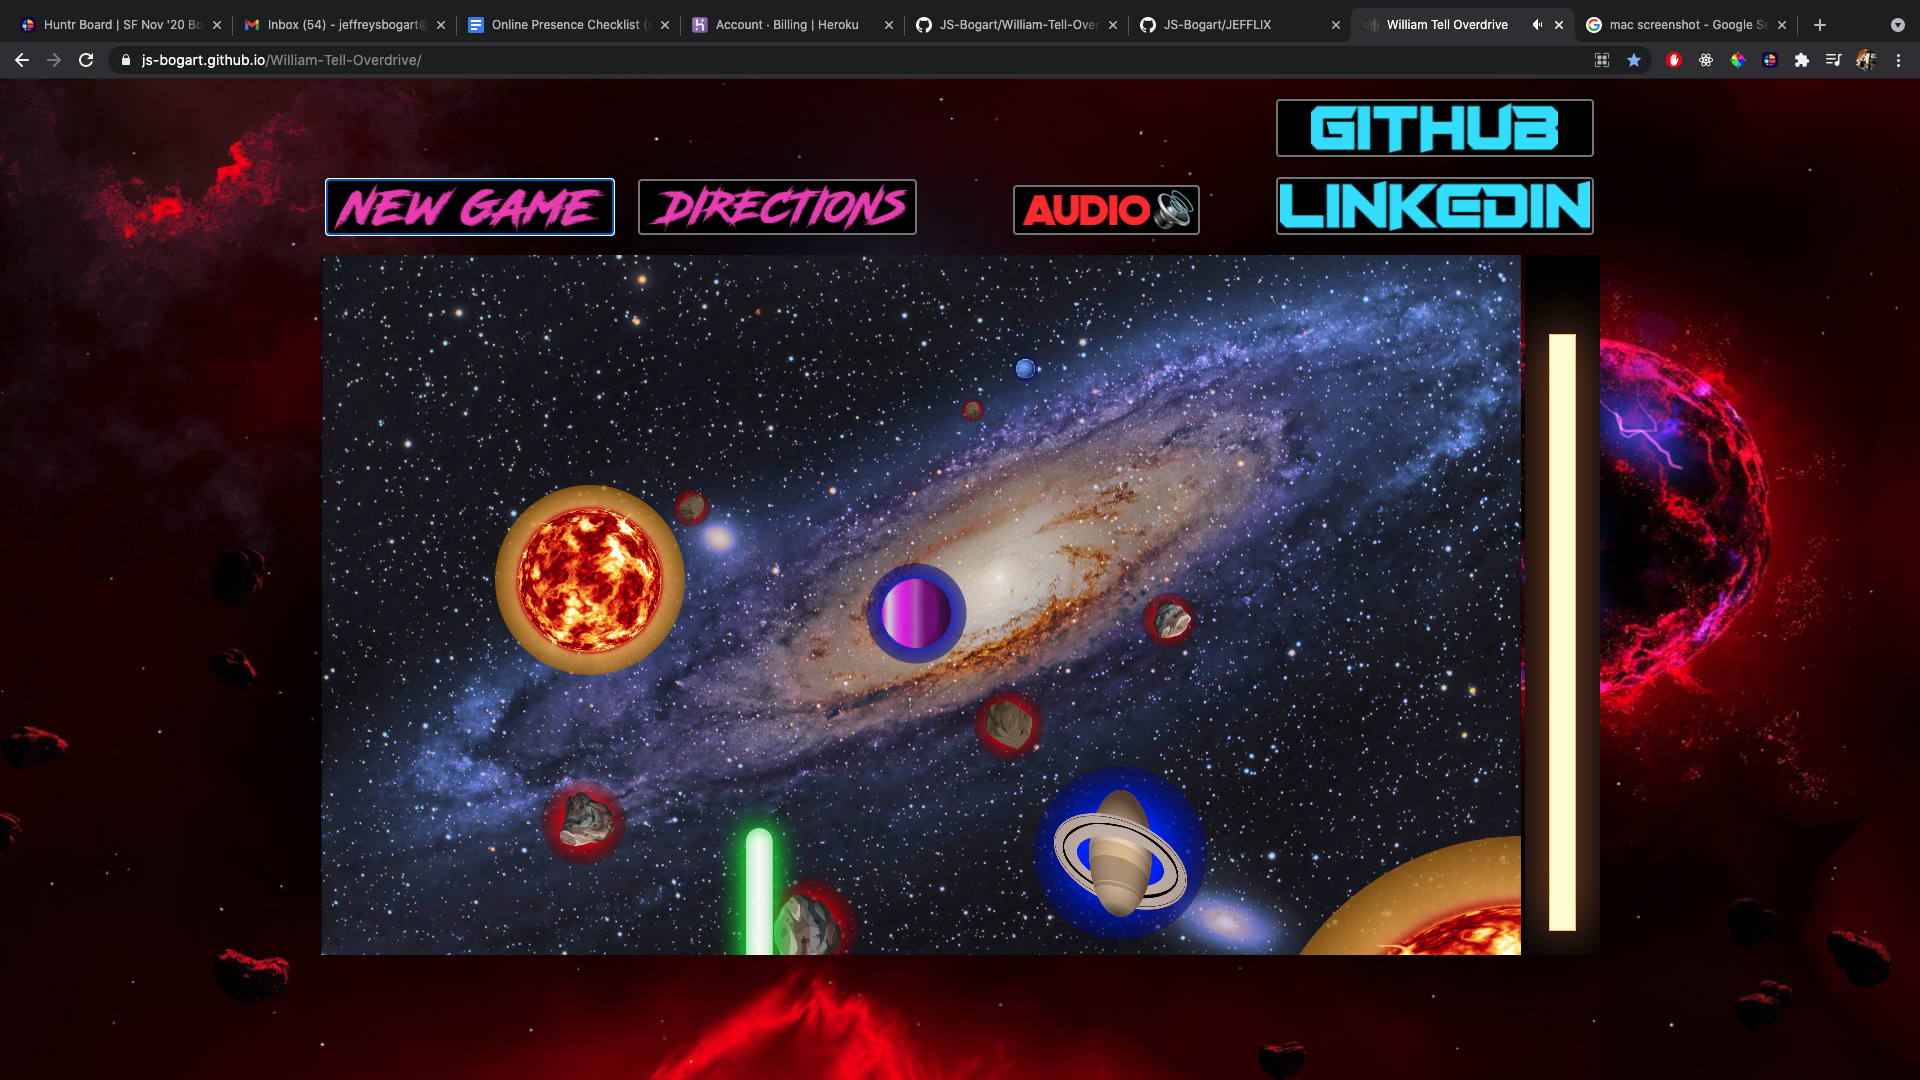 Huntr Board | SF Nov '20 Bo
Inbox (54) - jeffreysbogart@
Online Presence Checklist (s
Account · Billing | Heroku
JS-Bogart/William-Tell-Over
JS-Bogart/JEFFLIX
William Tell Overdrive
mac screenshot - Google Se
js-bogart.github.io/William-Tell-Overdrive/
GITHUB
NEW GAME
DIRECTIONS
AUDIO
LINKEDIN